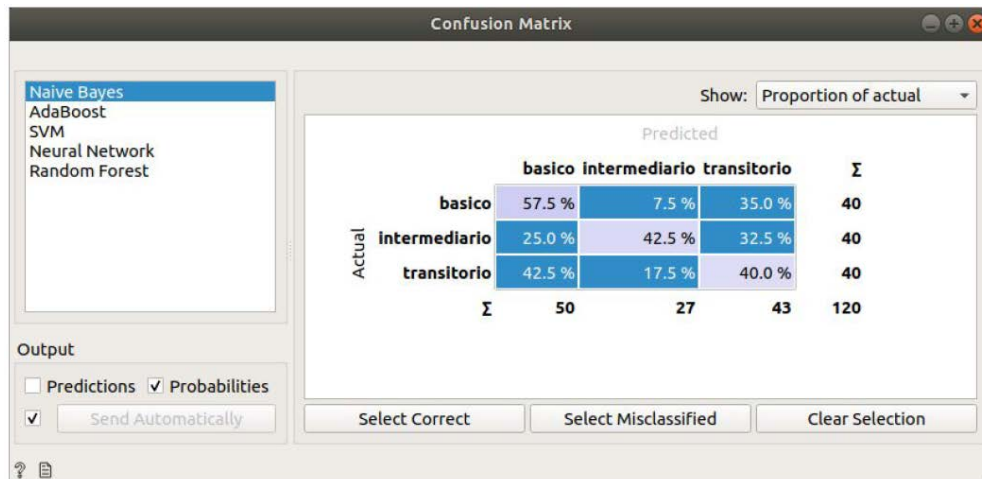 Confusion Matrix
Naive Bayes
AdaBoost
SVM
Neural Network
Random Forest
Output
Predictions Probabilities
Send Automatically
Show: Proportion of actual
Predicted
basico intermediario transitorio Σ
Actual
basico 57.5 % 7.5 % 35.0 % 40
intermediario 25.0 % 42.5 % 32.5 % 40
transitorio 42.5 % 17.5 % 40.0 % 40
Σ 50 27 43 120
Select Correct Select Misclassified Clear Selection
?